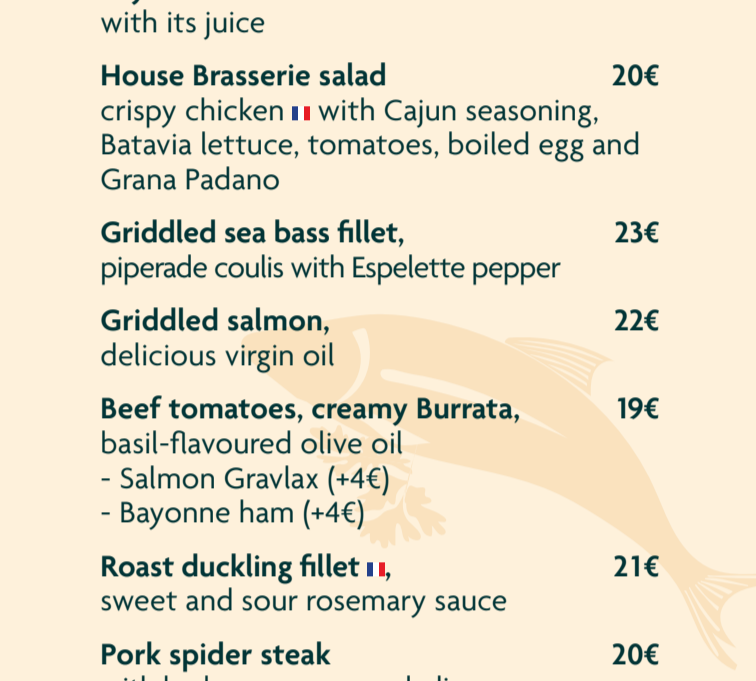 with its juice
House Brasserie salad 20€
crispy chicken with Cajun seasoning,
Batavia lettuce, tomatoes, boiled egg and
Grana Padano
Griddled sea bass fillet, 23€
piperade coulis with Espelette pepper
Griddled salmon, 22€
delicious virgin oil
Beef tomatoes, creamy Burrata, 19€
basil-flavoured olive oil
- Salmon Gravlax (+4€)
- Bayonne ham (+4€)
Roast duckling fillet , 21€
sweet and sour rosemary sauce
Pork spider steak 20€